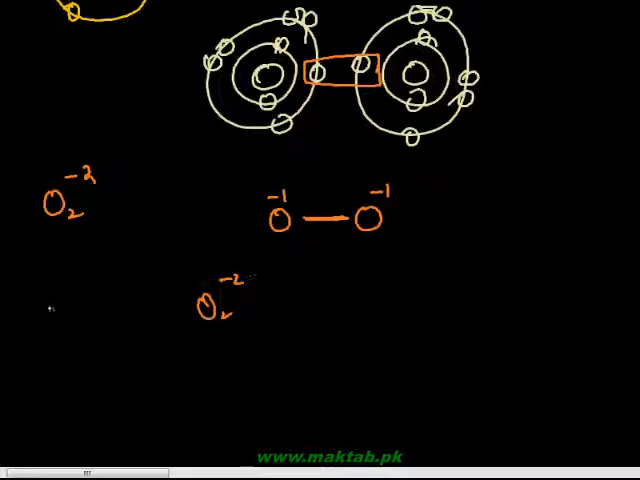 O₂⁻²
O⁻¹ — O⁻¹
O₂⁻²
www.maktab.pk